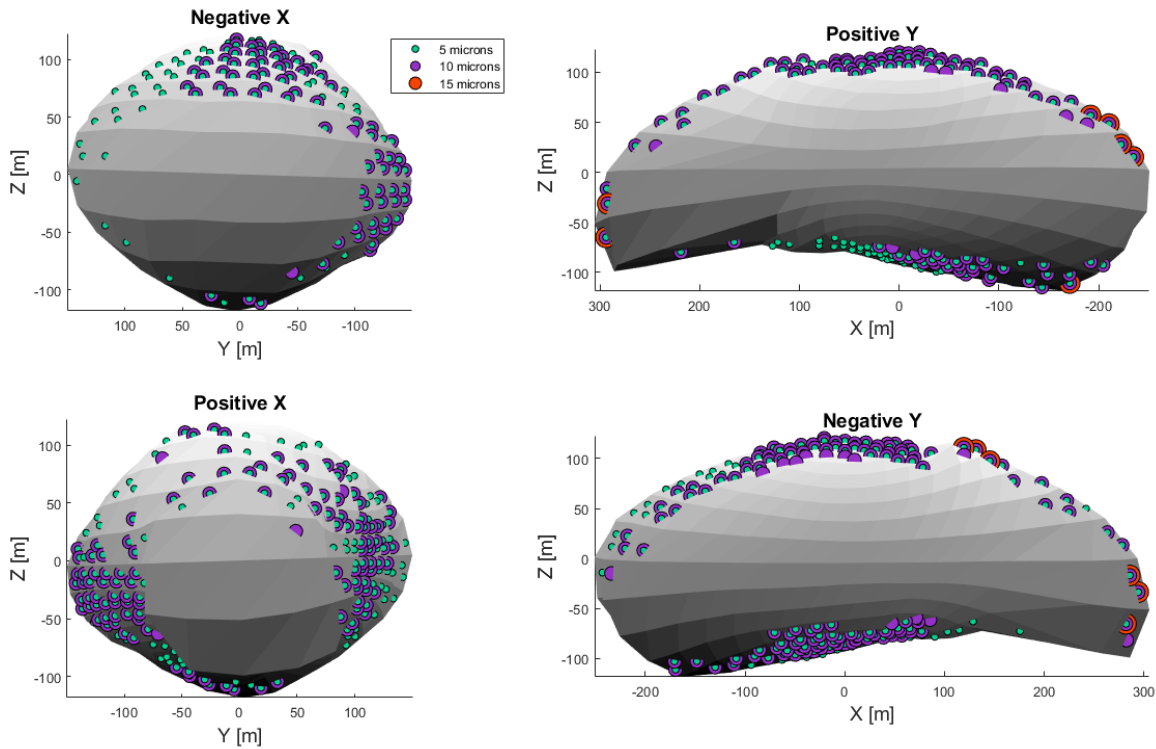 Negative X
100
50
0
-50
-100
Z [m]
100 50 0 -50 -100
Y [m]
5 microns
10 microns
15 microns
Positive Y
100
50
0
-50
-100
Z [m]
300 200 100 0 -100 -200
X [m]
Positive X
100
50
0
-50
-100
Z [m]
-100 -50 0 50 100
Y [m]
Negative Y
100
50
0
-50
-100
Z [m]
-200 -100 0 100 200 300
X [m]